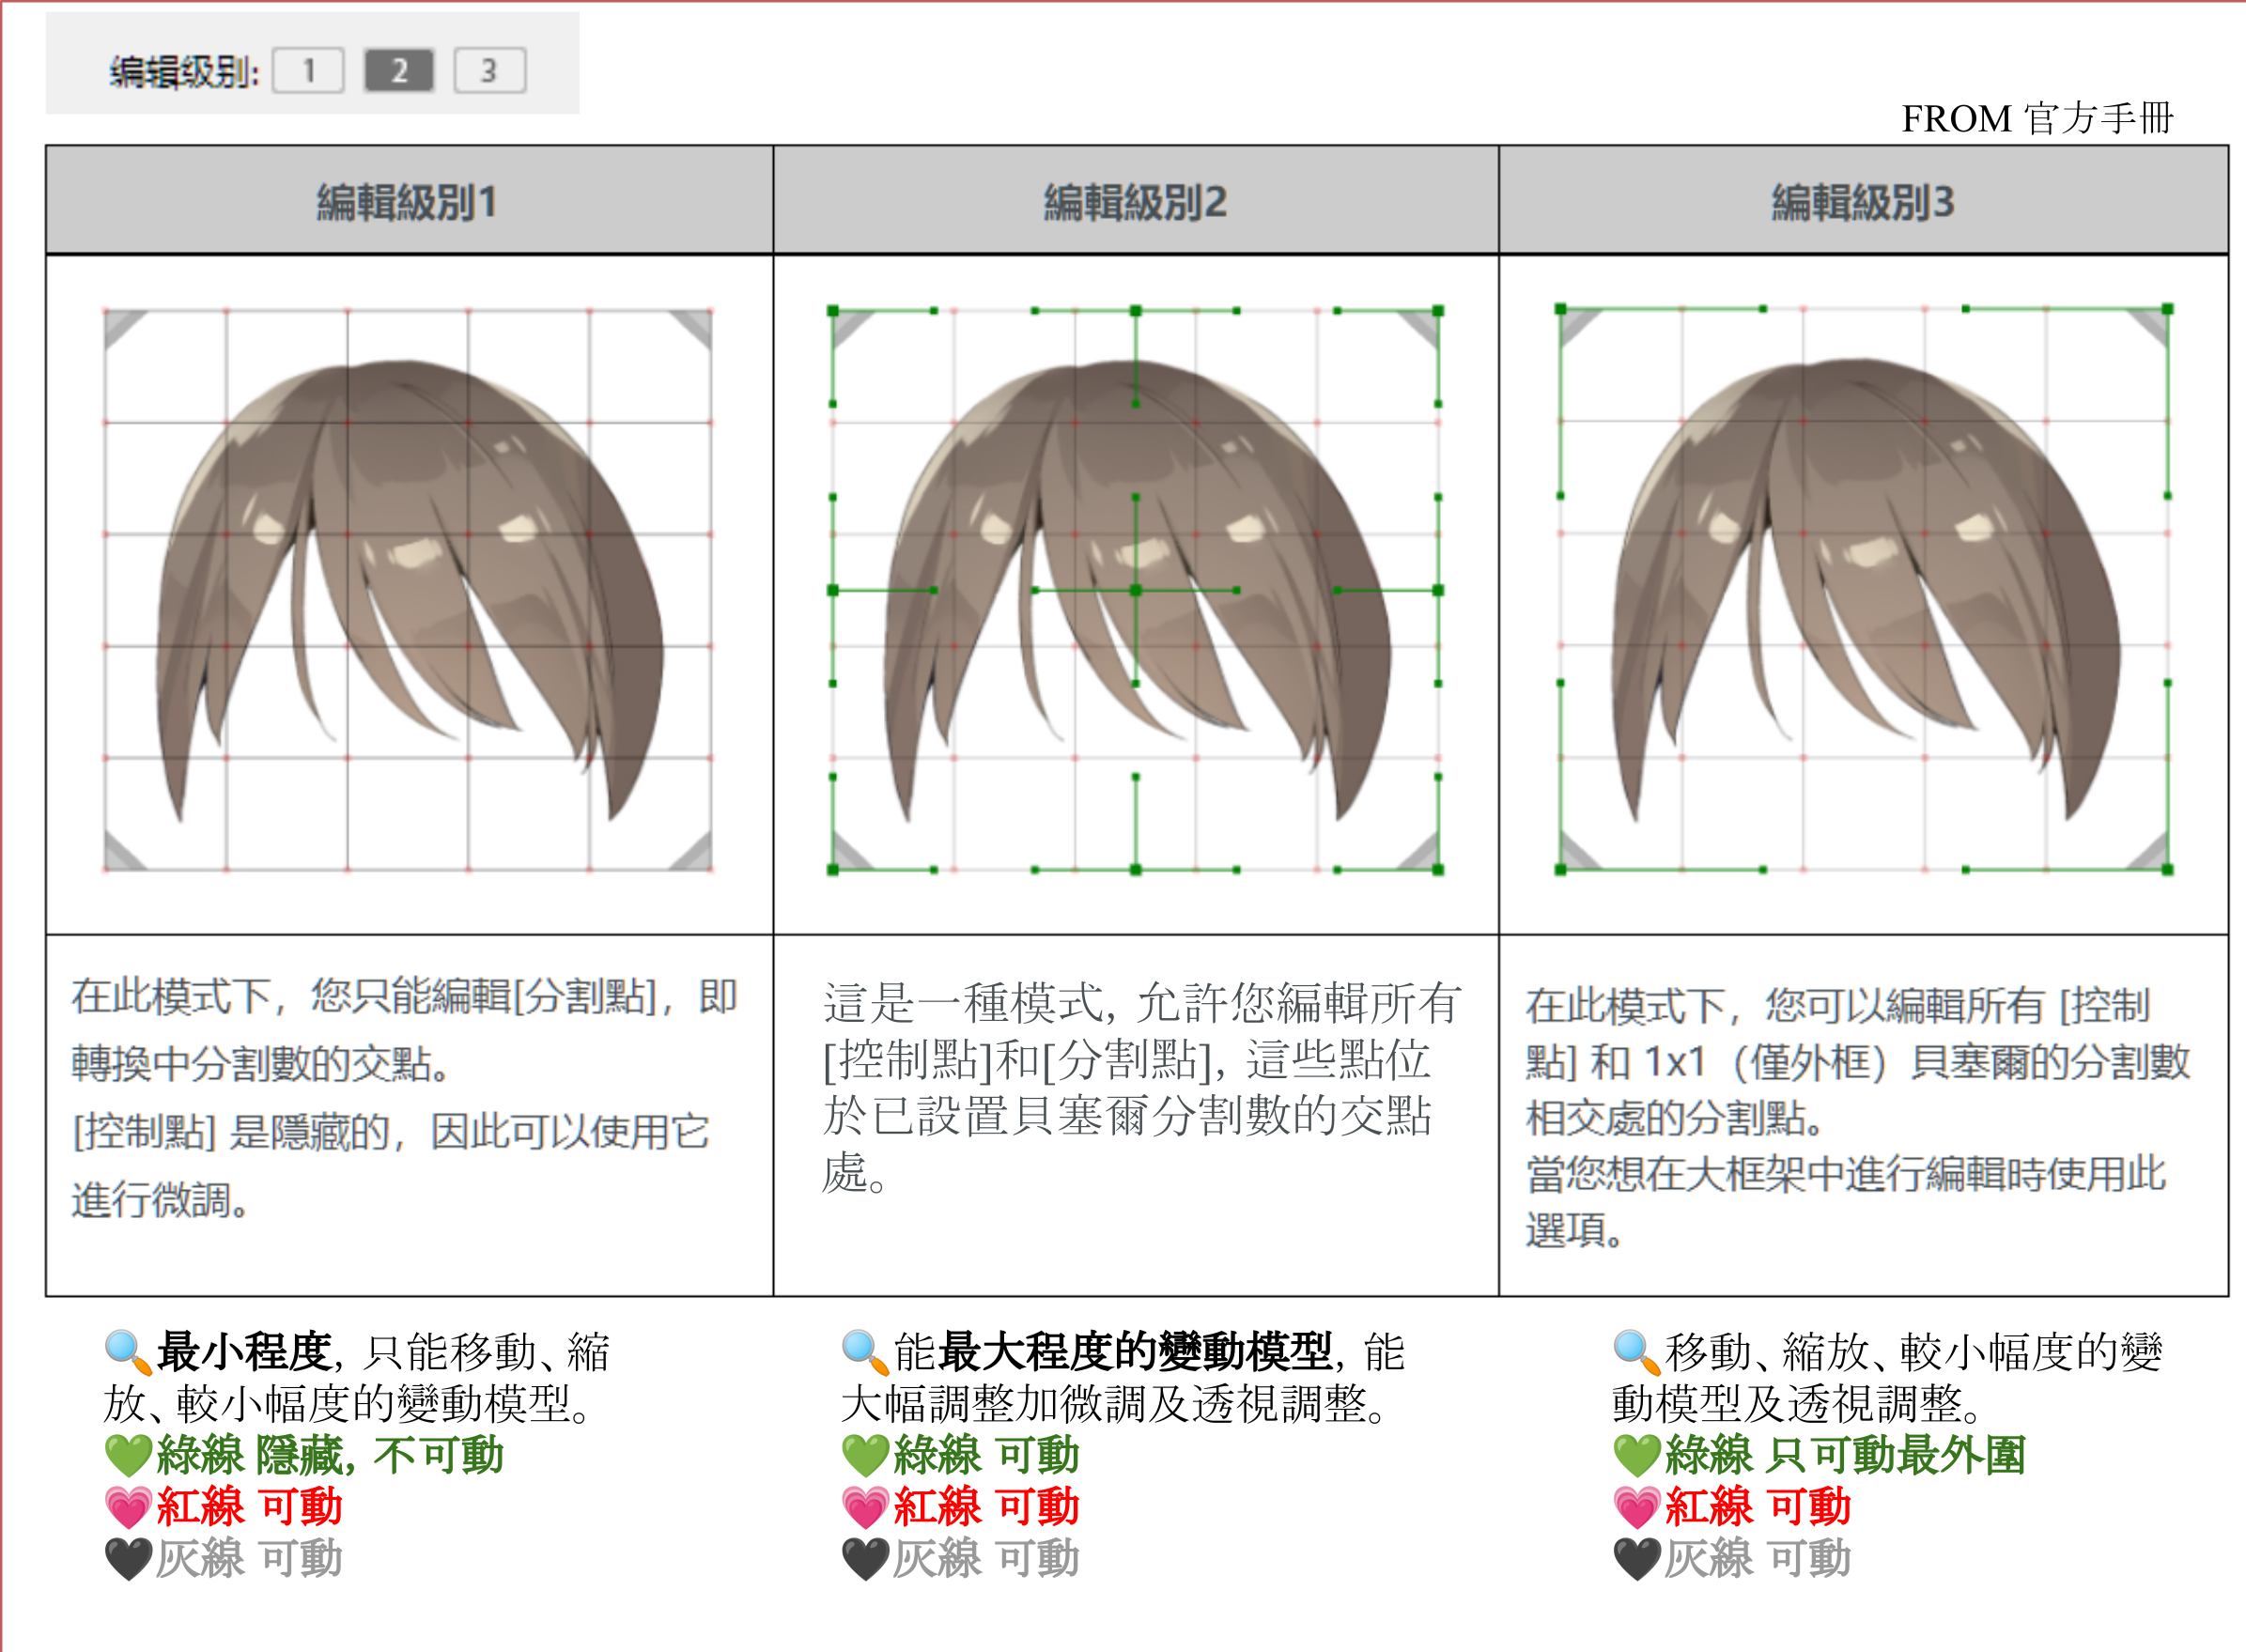 编辑级别: 1 2 3
FROM 官方手冊
編輯級別1
編輯級別2
編輯級別3
在此模式下，您只能編輯[分割點]，即
轉換中分割數的交點。
[控制點] 是隱藏的，因此可以使用它
進行微調。
這是一種模式，允許您編輯所有
[控制點]和[分割點]，這些點位
於已設置貝塞爾分割數的交點
處。
在此模式下，您可以編輯所有 [控制
點] 和 1x1（僅外框）貝塞爾的分割數
相交處的分割點。
當您想在大框架中進行編輯時使用此
選項。
🔍最小程度，只能移動、縮
放、較小幅度的變動模型。
💚綠線 隱藏，不可動
💗紅線 可動
🖤灰線 可動
🔍能最大程度的變動模型，能
大幅調整加微調及透視調整。
💚綠線 可動
💗紅線 可動
🖤灰線 可動
🔍移動、縮放、較小幅度的變
動模型及透視調整。
💚綠線 只可動最外圍
💗紅線 可動
🖤灰線 可動